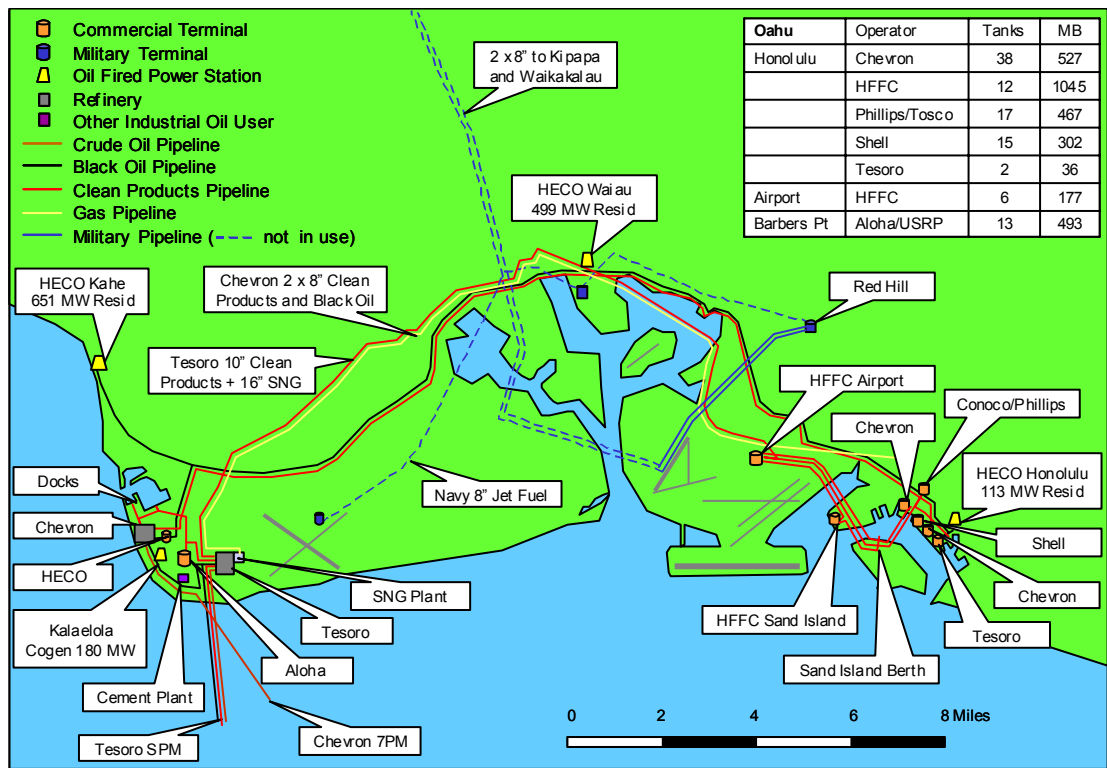 Commercial Terminal
Military Terminal
Oil Fired Power Station
Refinery
Other Industrial Oil User
Crude Oil Pipeline
Black Oil Pipeline
Clean Products Pipeline
Gas Pipeline
Military Pipeline ( not in use)
2 x 8" to Kipapa
and Waikakalau
Oahu Operator Tanks MB
Honolulu Chevron 38 527
HFFC 12 1045
Phillips/Tosco 17 467
Shell 15 302
Tesoro 2 36
Airport HFFC 6 177
Barbers Pt Aloha/USRP 13 493
HECO Waiau
499 MW Resid
HECO Kahe
651 MW Resid
Chevron 2 x 8" Clean
Products and Black Oil
Red Hill
Tesoro 10" Clean
Products + 16" SNG
HFFC Airport
Conoco/Phillips
Chevron
HECO Honolulu
113 MW Resid
Docks
Navy 8" Jet Fuel
Chevron
Shell
HECO
SNG Plant
Chevron
Kalaelola
Cogen 180 MW
Tesoro
HFFC Sand Island
Tesoro
Aloha
Sand Island Berth
Cement Plant
Tesoro SPM
Chevron 7PM
0 2 4 6 8 Miles